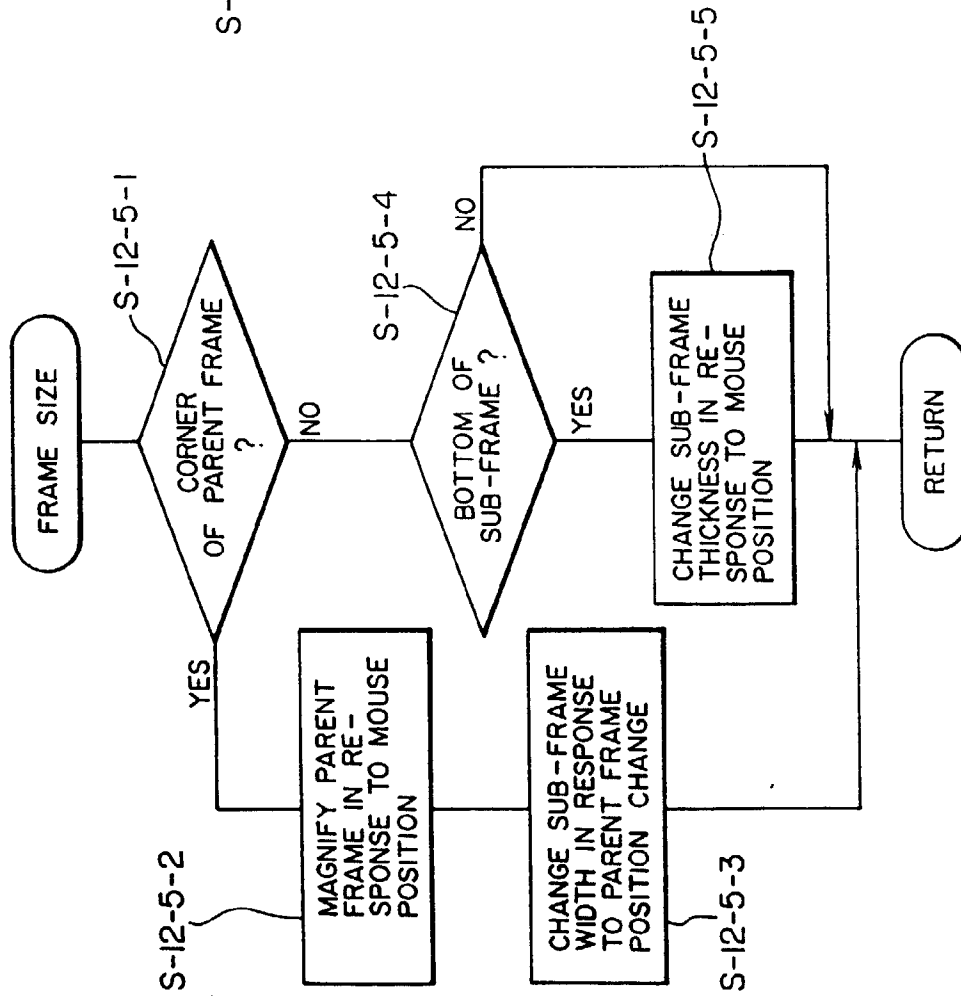 S-
FRAME SIZE
S-12-5-1
CORNER
OF PARENT FRAME
?
YES
NO
S-12-5-2
MAGNIFY PARENT
FRAME IN RE-
SPONSE TO MOUSE
POSITION
S-12-5-4
BOTTOM OF
SUB-FRAME ?
NO
YES
S-12-5-3
CHANGE SUB-FRAME
WIDTH IN RESPONSE
TO PARENT FRAME
POSITION CHANGE
S-12-5-5
CHANGE SUB-FRAME
THICKNESS IN RE-
SPONSE TO MOUSE
POSITION
RETURN